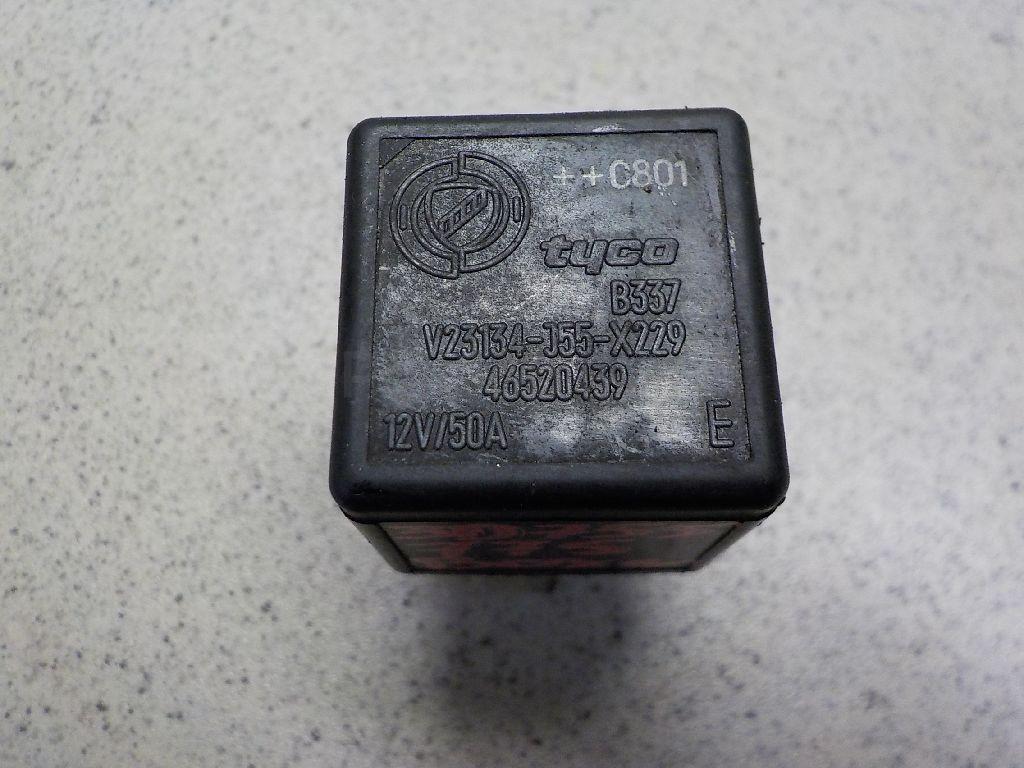 ++C801
tyco
B337
V23134-J55-X229
46520439
12V/50A E